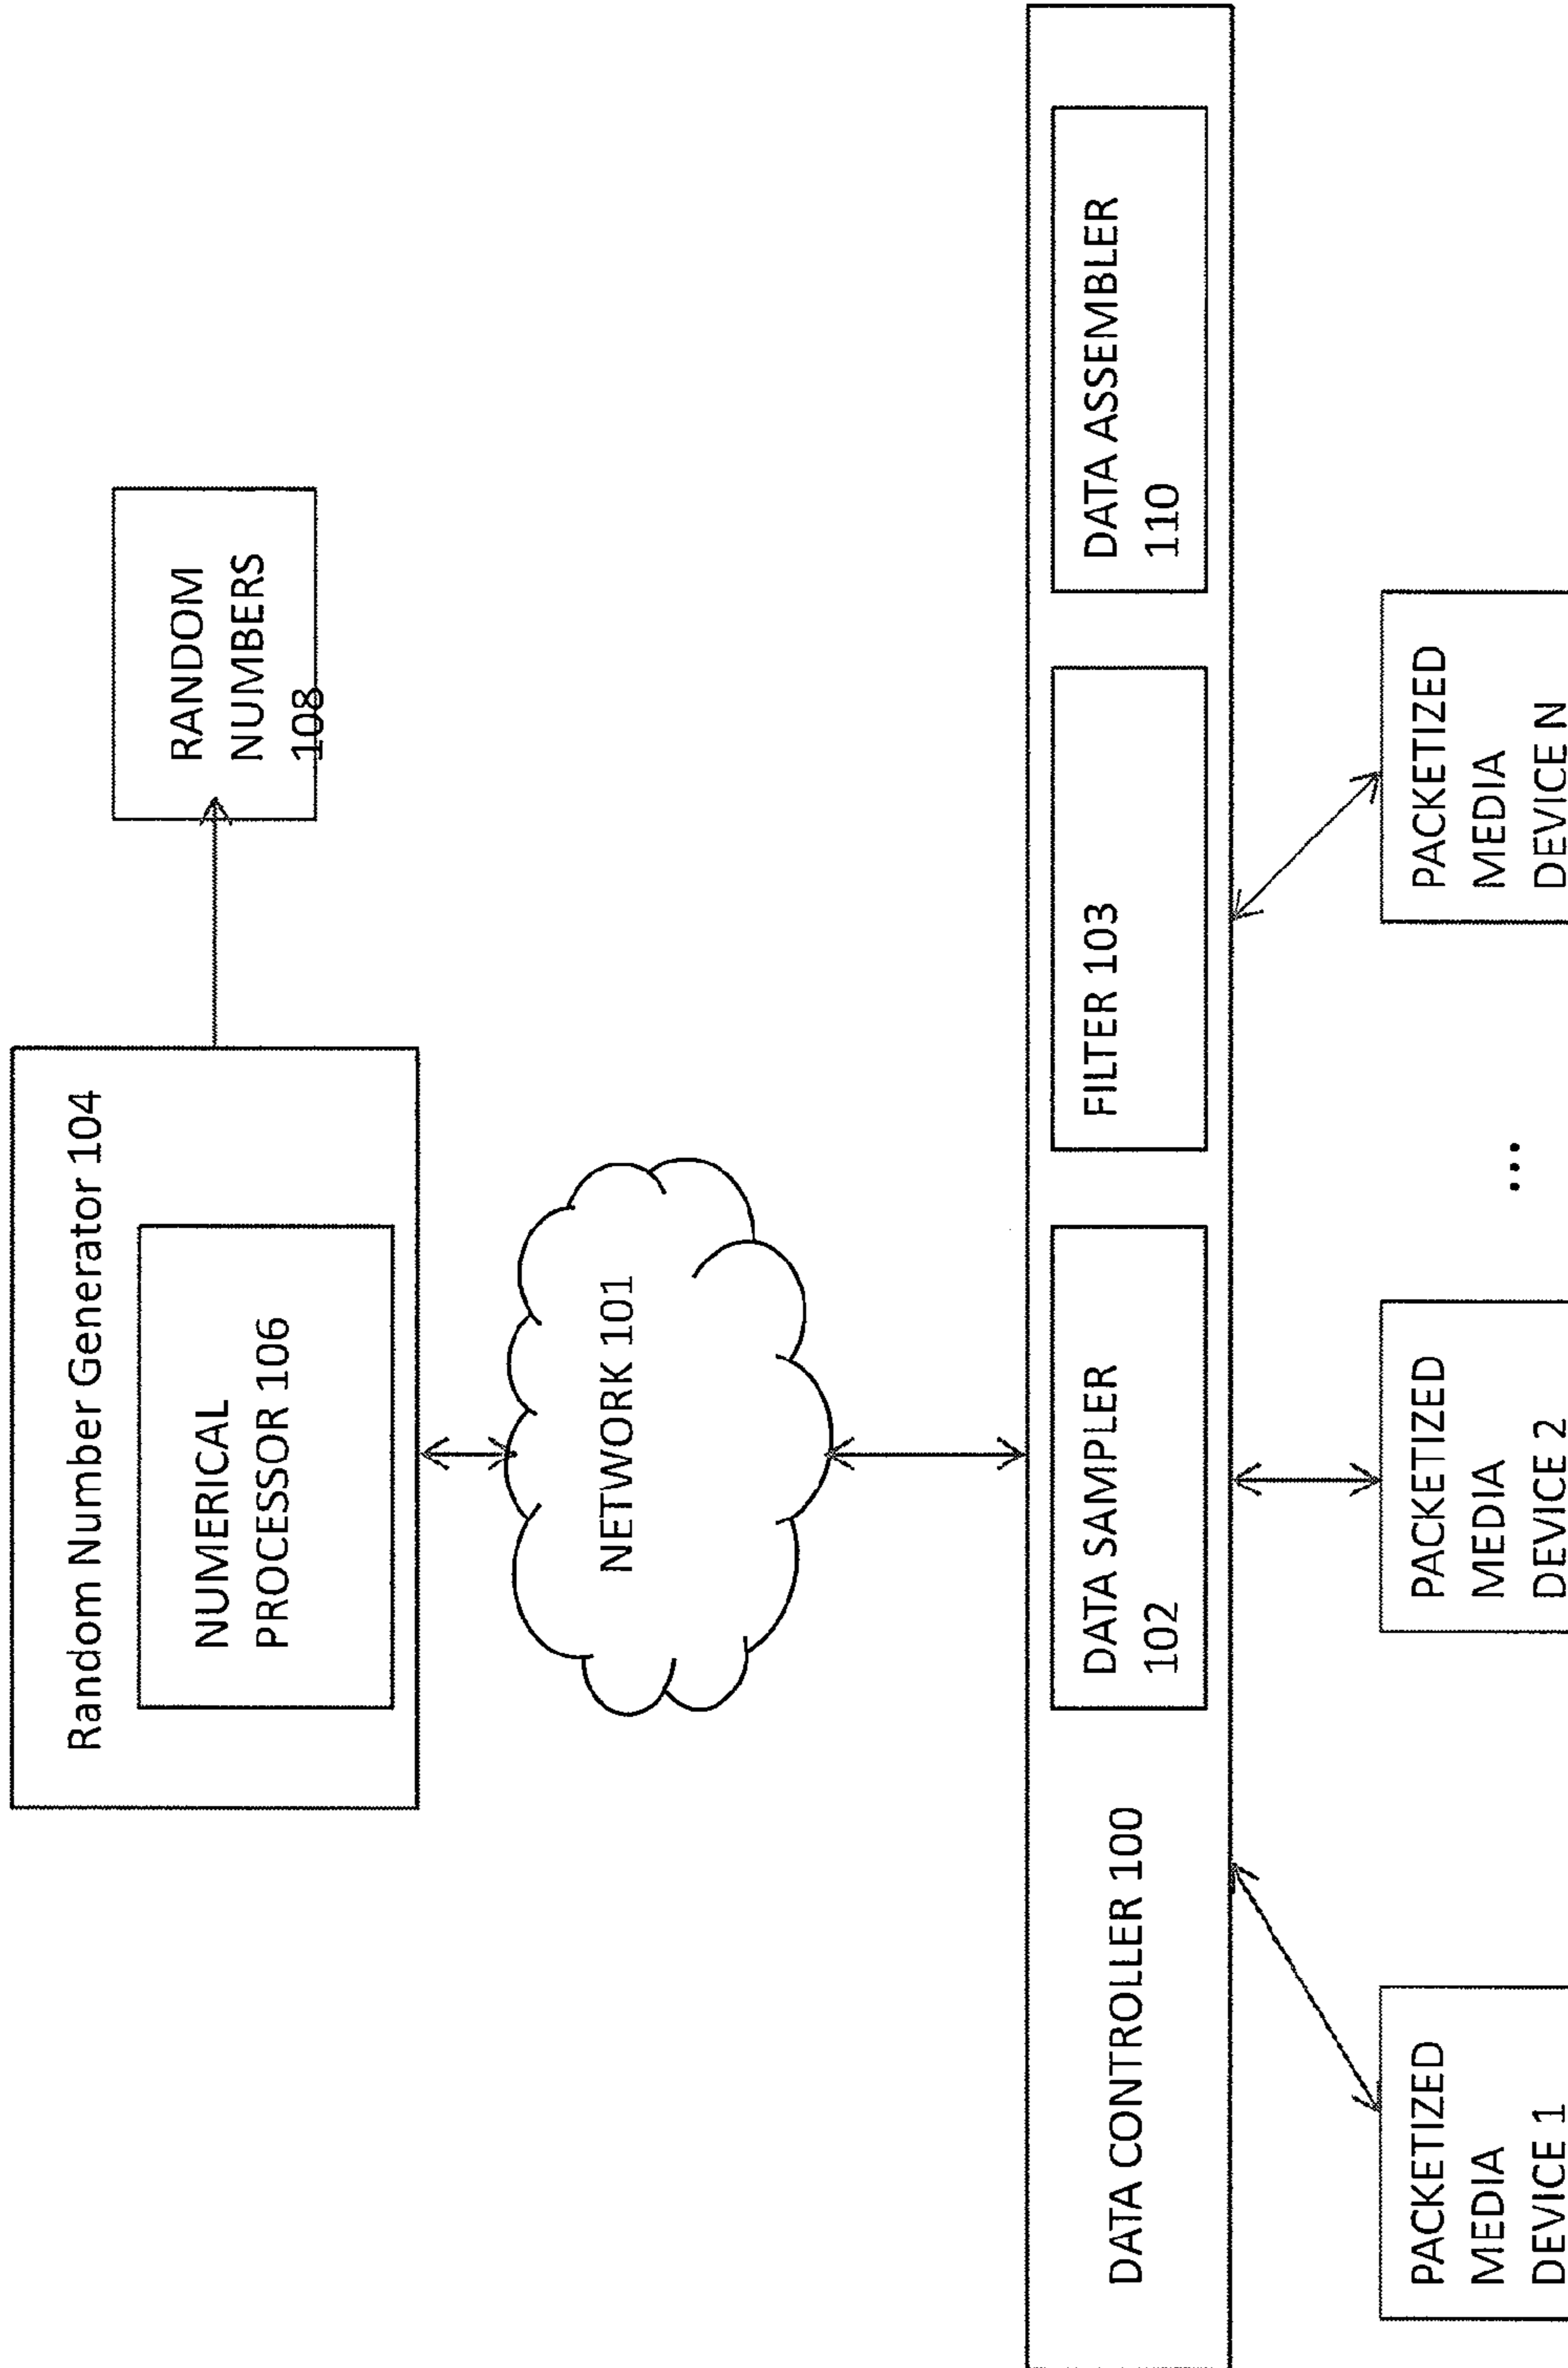 Random Number Generator 104
NUMERICAL
PROCESSOR 106
RANDOM
NUMBERS
108
NETWORK 101
DATA CONTROLLER 100
DATA SAMPLER
102
FILTER 103
DATA ASSEMBLER
110
PACKETIZED
MEDIA
DEVICE 1
PACKETIZED
MEDIA
DEVICE 2
...
PACKETIZED
MEDIA
DEVICE N